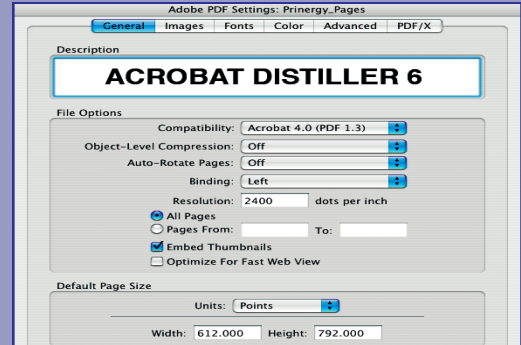 Adobe PDF Settings: Prinergy_Pages
General Images Fonts Color Advanced PDF/X
Description
ACROBAT DISTILLER 6
File Options
Compatibility: Acrobat 4.0 (PDF 1.3)
Object-Level Compression: Off
Auto-Rotate Pages: Off
Binding: Left
Resolution: 2400 dots per inch
All Pages
Pages From: To:
Embed Thumbnails
Optimize For Fast Web View
Default Page Size
Units: Points
Width: 612.000 Height: 792.000